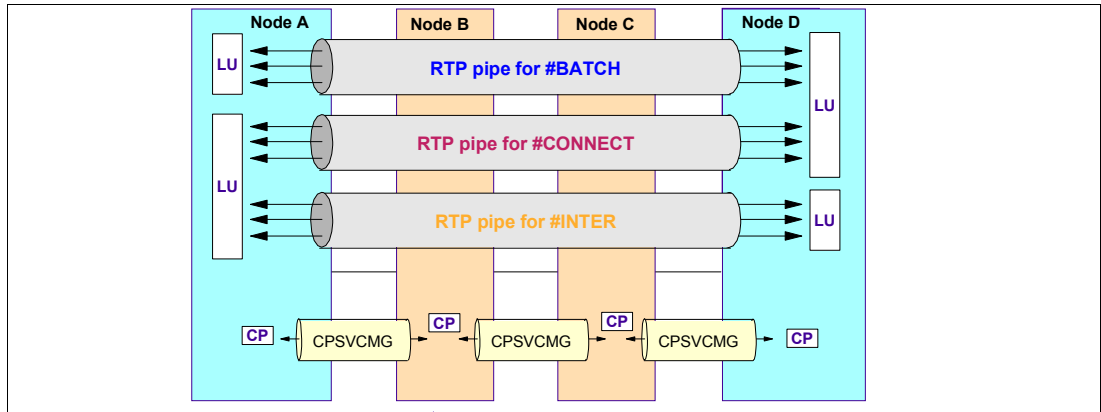 Node A
Node B
Node C
Node D
LU
RTP pipe for #BATCH
LU
RTP pipe for #CONNECT
LU
RTP pipe for #INTER
LU
CP
CPSVCMG
CP
CPSVCMG
CP
CPSVCMG
CP